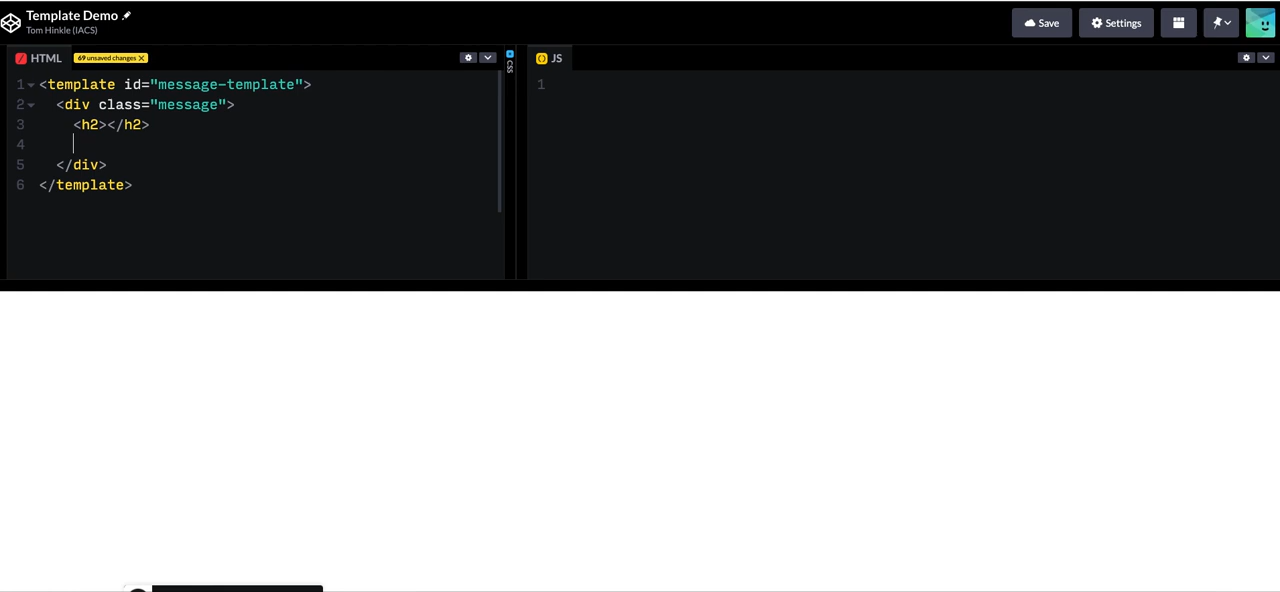 Template Demo
Tom Hinkle (IACS)
Save
Settings
HTML
69 unsaved changes X
CSS
JS
1 <template id="message-template">
2 <div class="message">
3 <h2></h2>
4
5 </div>
6 </template>
1